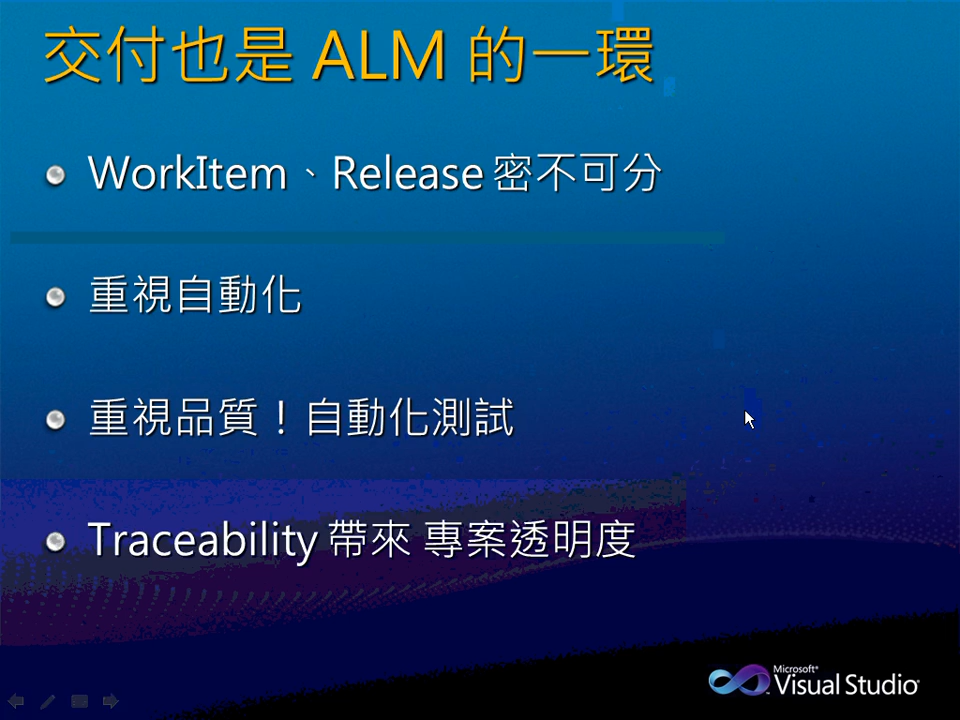 交付也是 ALM 的一環
WorkItem、Release 密不可分
重視自動化
重視品質！自動化測試
Traceability 帶來 專案透明度
Microsoft®
Visual Studio®